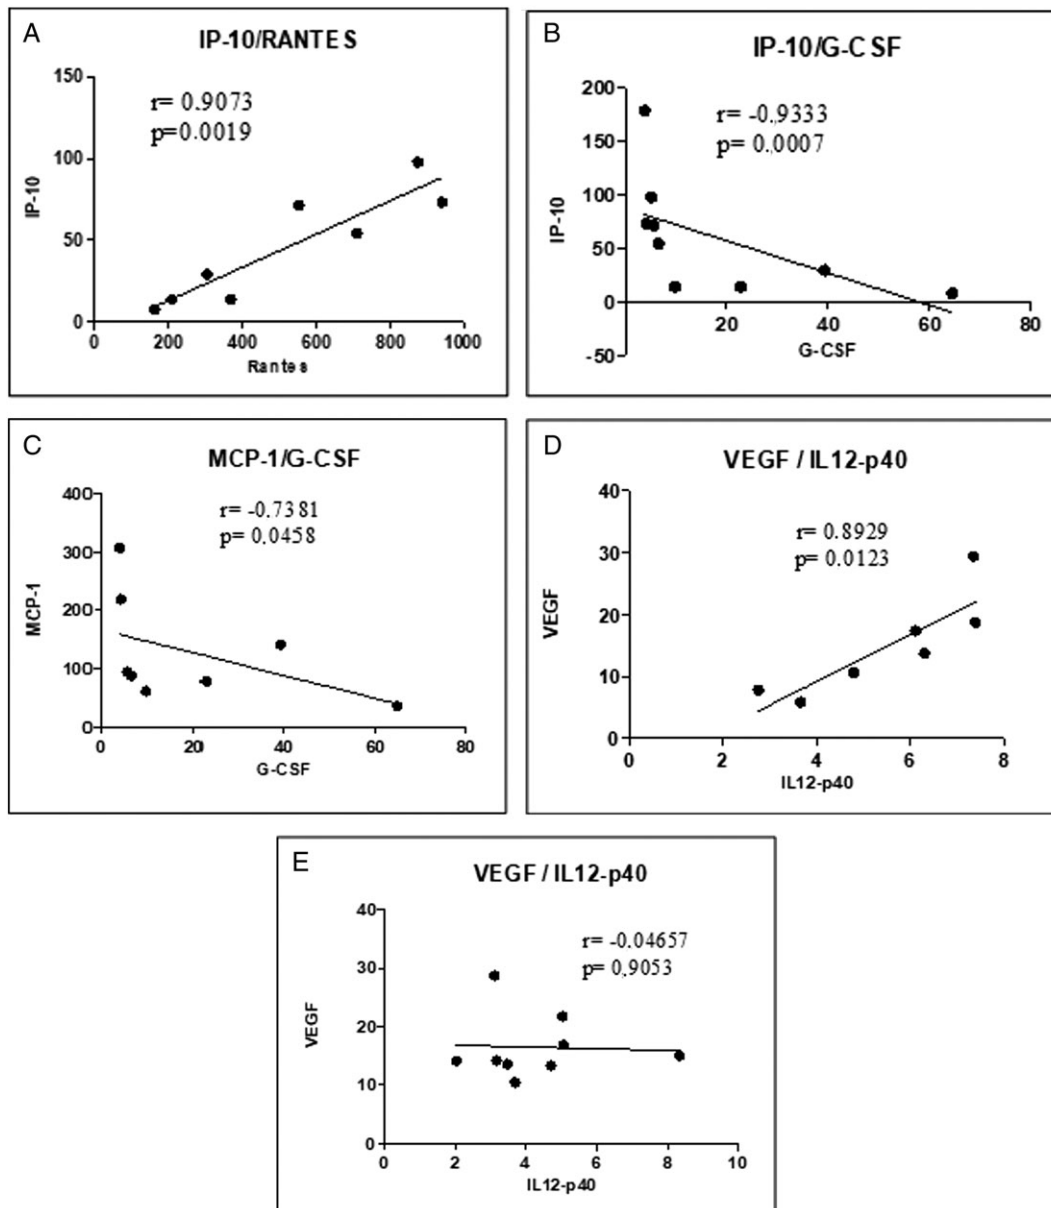 A
IP-10/RANTES
r= 0.9073
p=0.0019
IP-10
150
100
50
0
0 200 400 600 800 1000
Rantes
B
IP-10/G-CSF
r= -0.9333
p= 0.0007
IP-10
200
150
100
50
0
-50
20 40 60 80
G-CSF
C
MCP-1/G-CSF
r= -0.7381
p= 0.0458
MCP-1
400
300
200
100
0
0 20 40 60 80
G-CSF
D
VEGF / IL12-p40
r= 0.8929
p= 0.0123
VEGF
40
30
20
10
0
0 2 4 6 8
IL12-p40
E
VEGF / IL12-p40
r= -0.04657
p= 0.9053
VEGF
40
30
20
10
0
0 2 4 6 8 10
IL12-p40